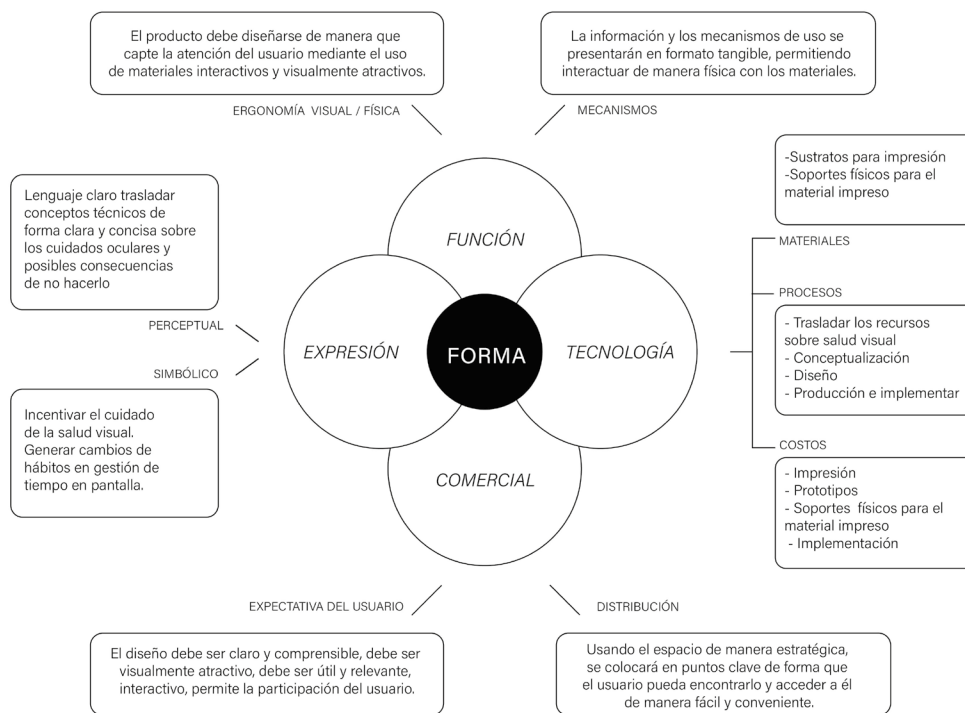 El producto debe diseñarse de manera que
capte la atención del usuario mediante el uso
de materiales interactivos y visualmente atractivos.
ERGONOMÍA VISUAL / FÍSICA
La información y los mecanismos de uso se
presentarán en formato tangible, permitiendo
interactuar de manera física con los materiales.
MECANISMOS
Lenguaje claro trasladar
conceptos técnicos de
forma clara y concisa sobre
los cuidados oculares y
posibles consecuencias
de no hacerlo
PERCEPTUAL
SIMBÓLICO
Incentivar el cuidado
de la salud visual.
Generar cambios de
hábitos en gestión de
tiempo en pantalla.
FUNCIÓN
EXPRESIÓN
FORMA
TECNOLOGÍA
COMERCIAL
-Sustratos para impresión
-Soportes físicos para el
material impreso
MATERIALES
PROCESOS
- Trasladar los recursos
sobre salud visual
- Conceptualización
- Diseño
- Producción e implementar
COSTOS
- Impresión
- Prototipos
- Soportes físicos para el
material impreso
- Implementación
EXPECTATIVA DEL USUARIO
El diseño debe ser claro y comprensible, debe ser
visualmente atractivo, debe ser útil y relevante,
interactivo, permite la participación del usuario.
DISTRIBUCIÓN
Usando el espacio de manera estratégica,
se colocará en puntos clave de forma que
el usuario pueda encontrarlo y acceder a él
de manera fácil y conveniente.